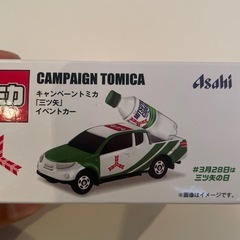 ミカ
CAMPAIGN TOMICA
Asahi
キャンペーントミカ
「三ツ矢」
イベントカー
#3月28日は
三ツ矢の日
※画像はイメージです。